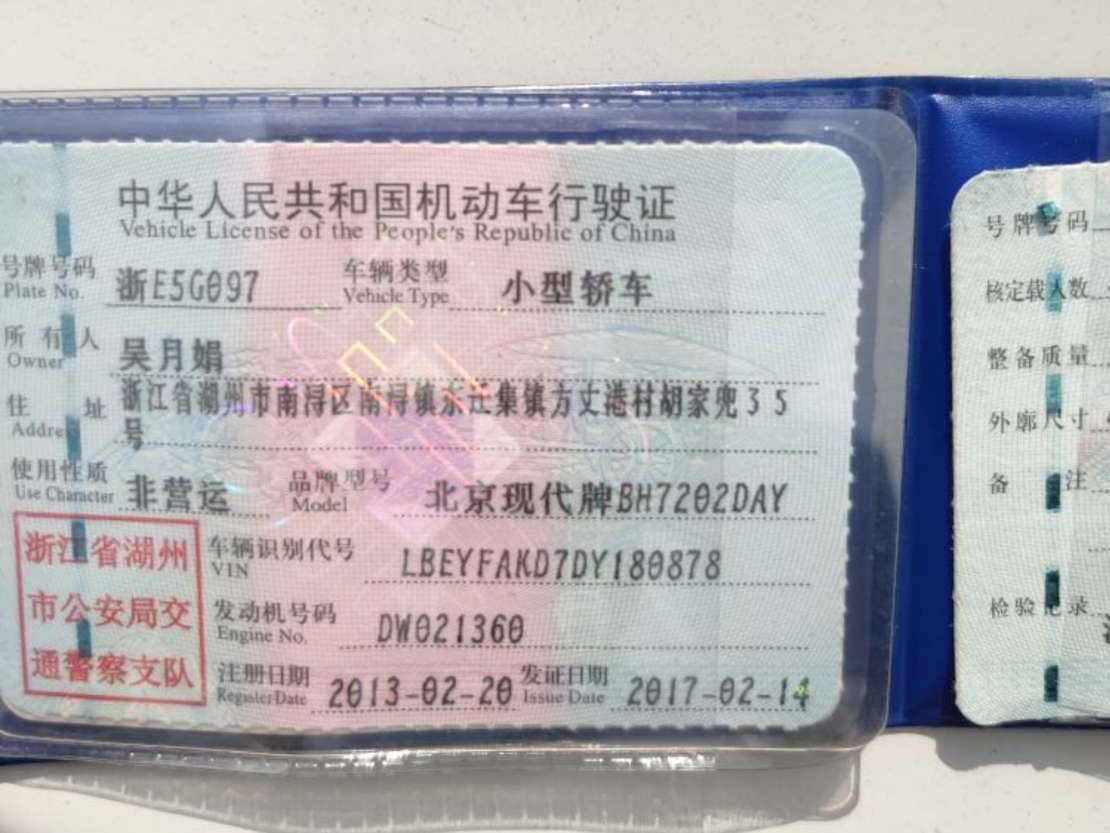 中华人民共和国机动车行驶证
Vehicle License of the People's Republic of China
号牌号码 浙E5G097 车辆类型 小型轿车
Plate No. Vehicle Type
所有人 吴月娟
Owner
住址 浙江省湖州市南浔区南浔镇东迁集镇方丈港村胡家兜35
Addre 号
使用性质 非营运 品牌型号 北京现代牌BH7202DAY
Use Character Model
浙江省湖州
市公安局交
通警察支队
车辆识别代号 LBEYFAKD7DY180878
VIN
发动机号码 DW021360
Engine No.
注册日期 2013-02-20 发证日期 2017-02-14
Register Date Issue Date
号牌号码
核定载人数
整备质量
外廓尺寸
备注
检验记录